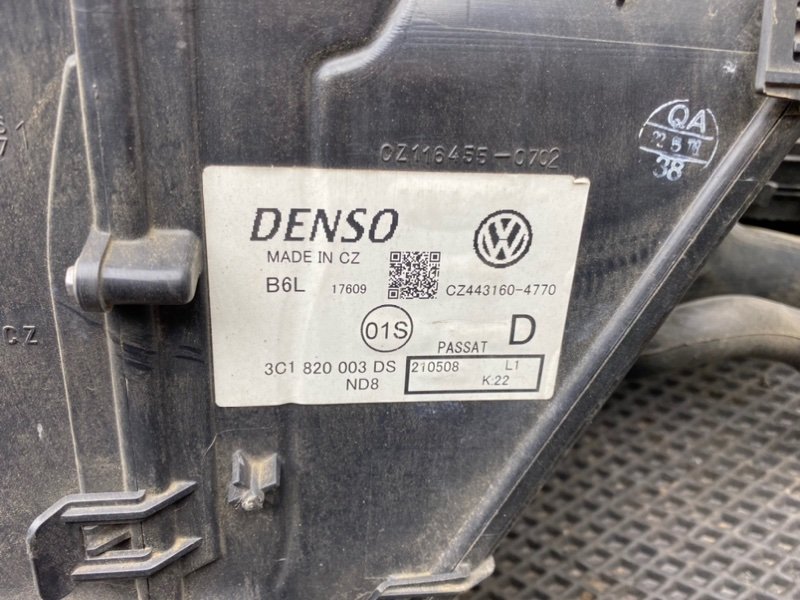 CZ116455-0702
QA
38
DENSO
MADE IN CZ
B6L 17609 CZ443160-4770
01S
PASSAT D
3C1 820 003 DS 210508 L1
ND8 K:22
CZ